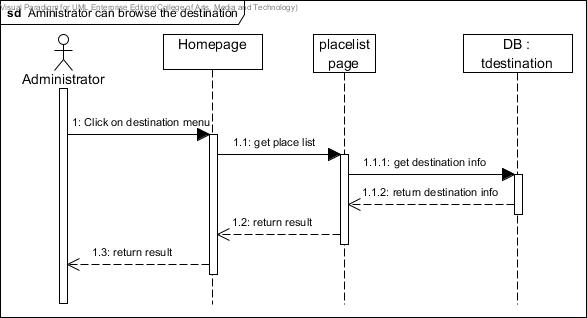 Visual Paradigm for UML Enterprise Edition(College of Arts, Media and Technology)
sd Aministrator can browse the destination
Administrator
Homepage
placelist
page
DB :
tdestination
1: Click on destination menu
1.1: get place list
1.1.1: get destination info
1.1.2: return destination info
1.2: return result
1.3: return result